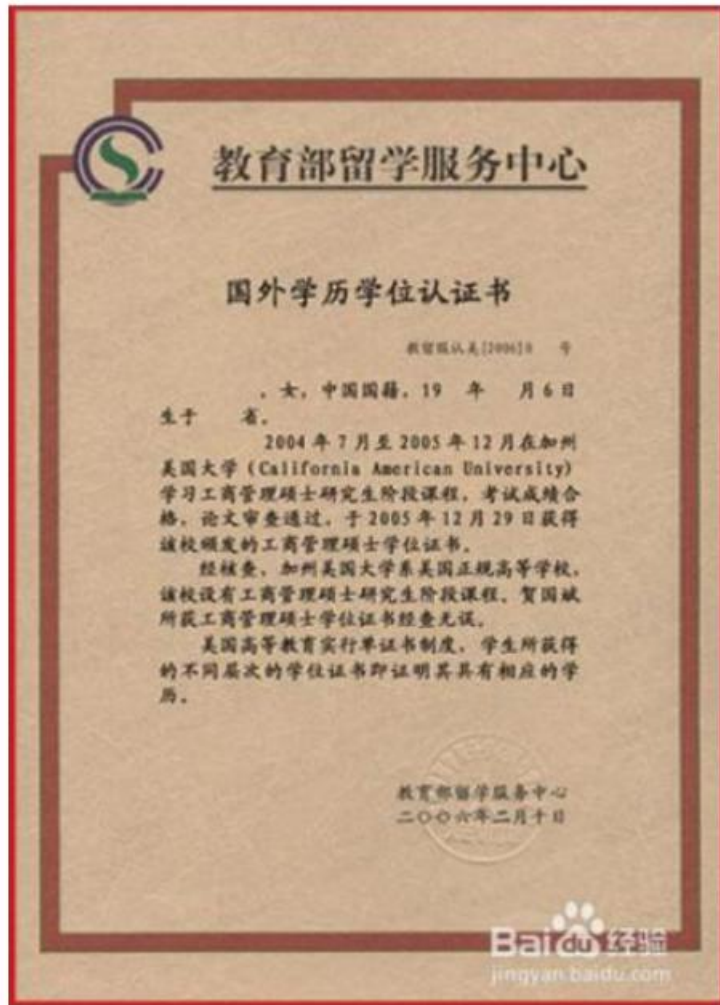 教育部留学服务中心
国外学历学位认证书
教留服认美[2006]0 号
，女，中国国籍，19 年 月6日
生于 省。
2004年7月至2005年12月在加州
美国大学(California American University)
学习工商管理硕士研究生阶段课程，考试成绩合
格，论文审查通过，于2005年12月29日获得
该校颁发的工商管理硕士学位证书。
经核查，加州美国大学系美国正规高等学校，
该校设有工商管理硕士研究生阶段课程，贺国斌
所获工商管理硕士学位证书经查无误。
美国高等教育实行单证书制度，学生所获得
的不同层次的学位证书即证明其具有相应的学
历。
教育部留学服务中心
二〇〇六年二月十日
Baidu 经验
jingyan.baidu.com